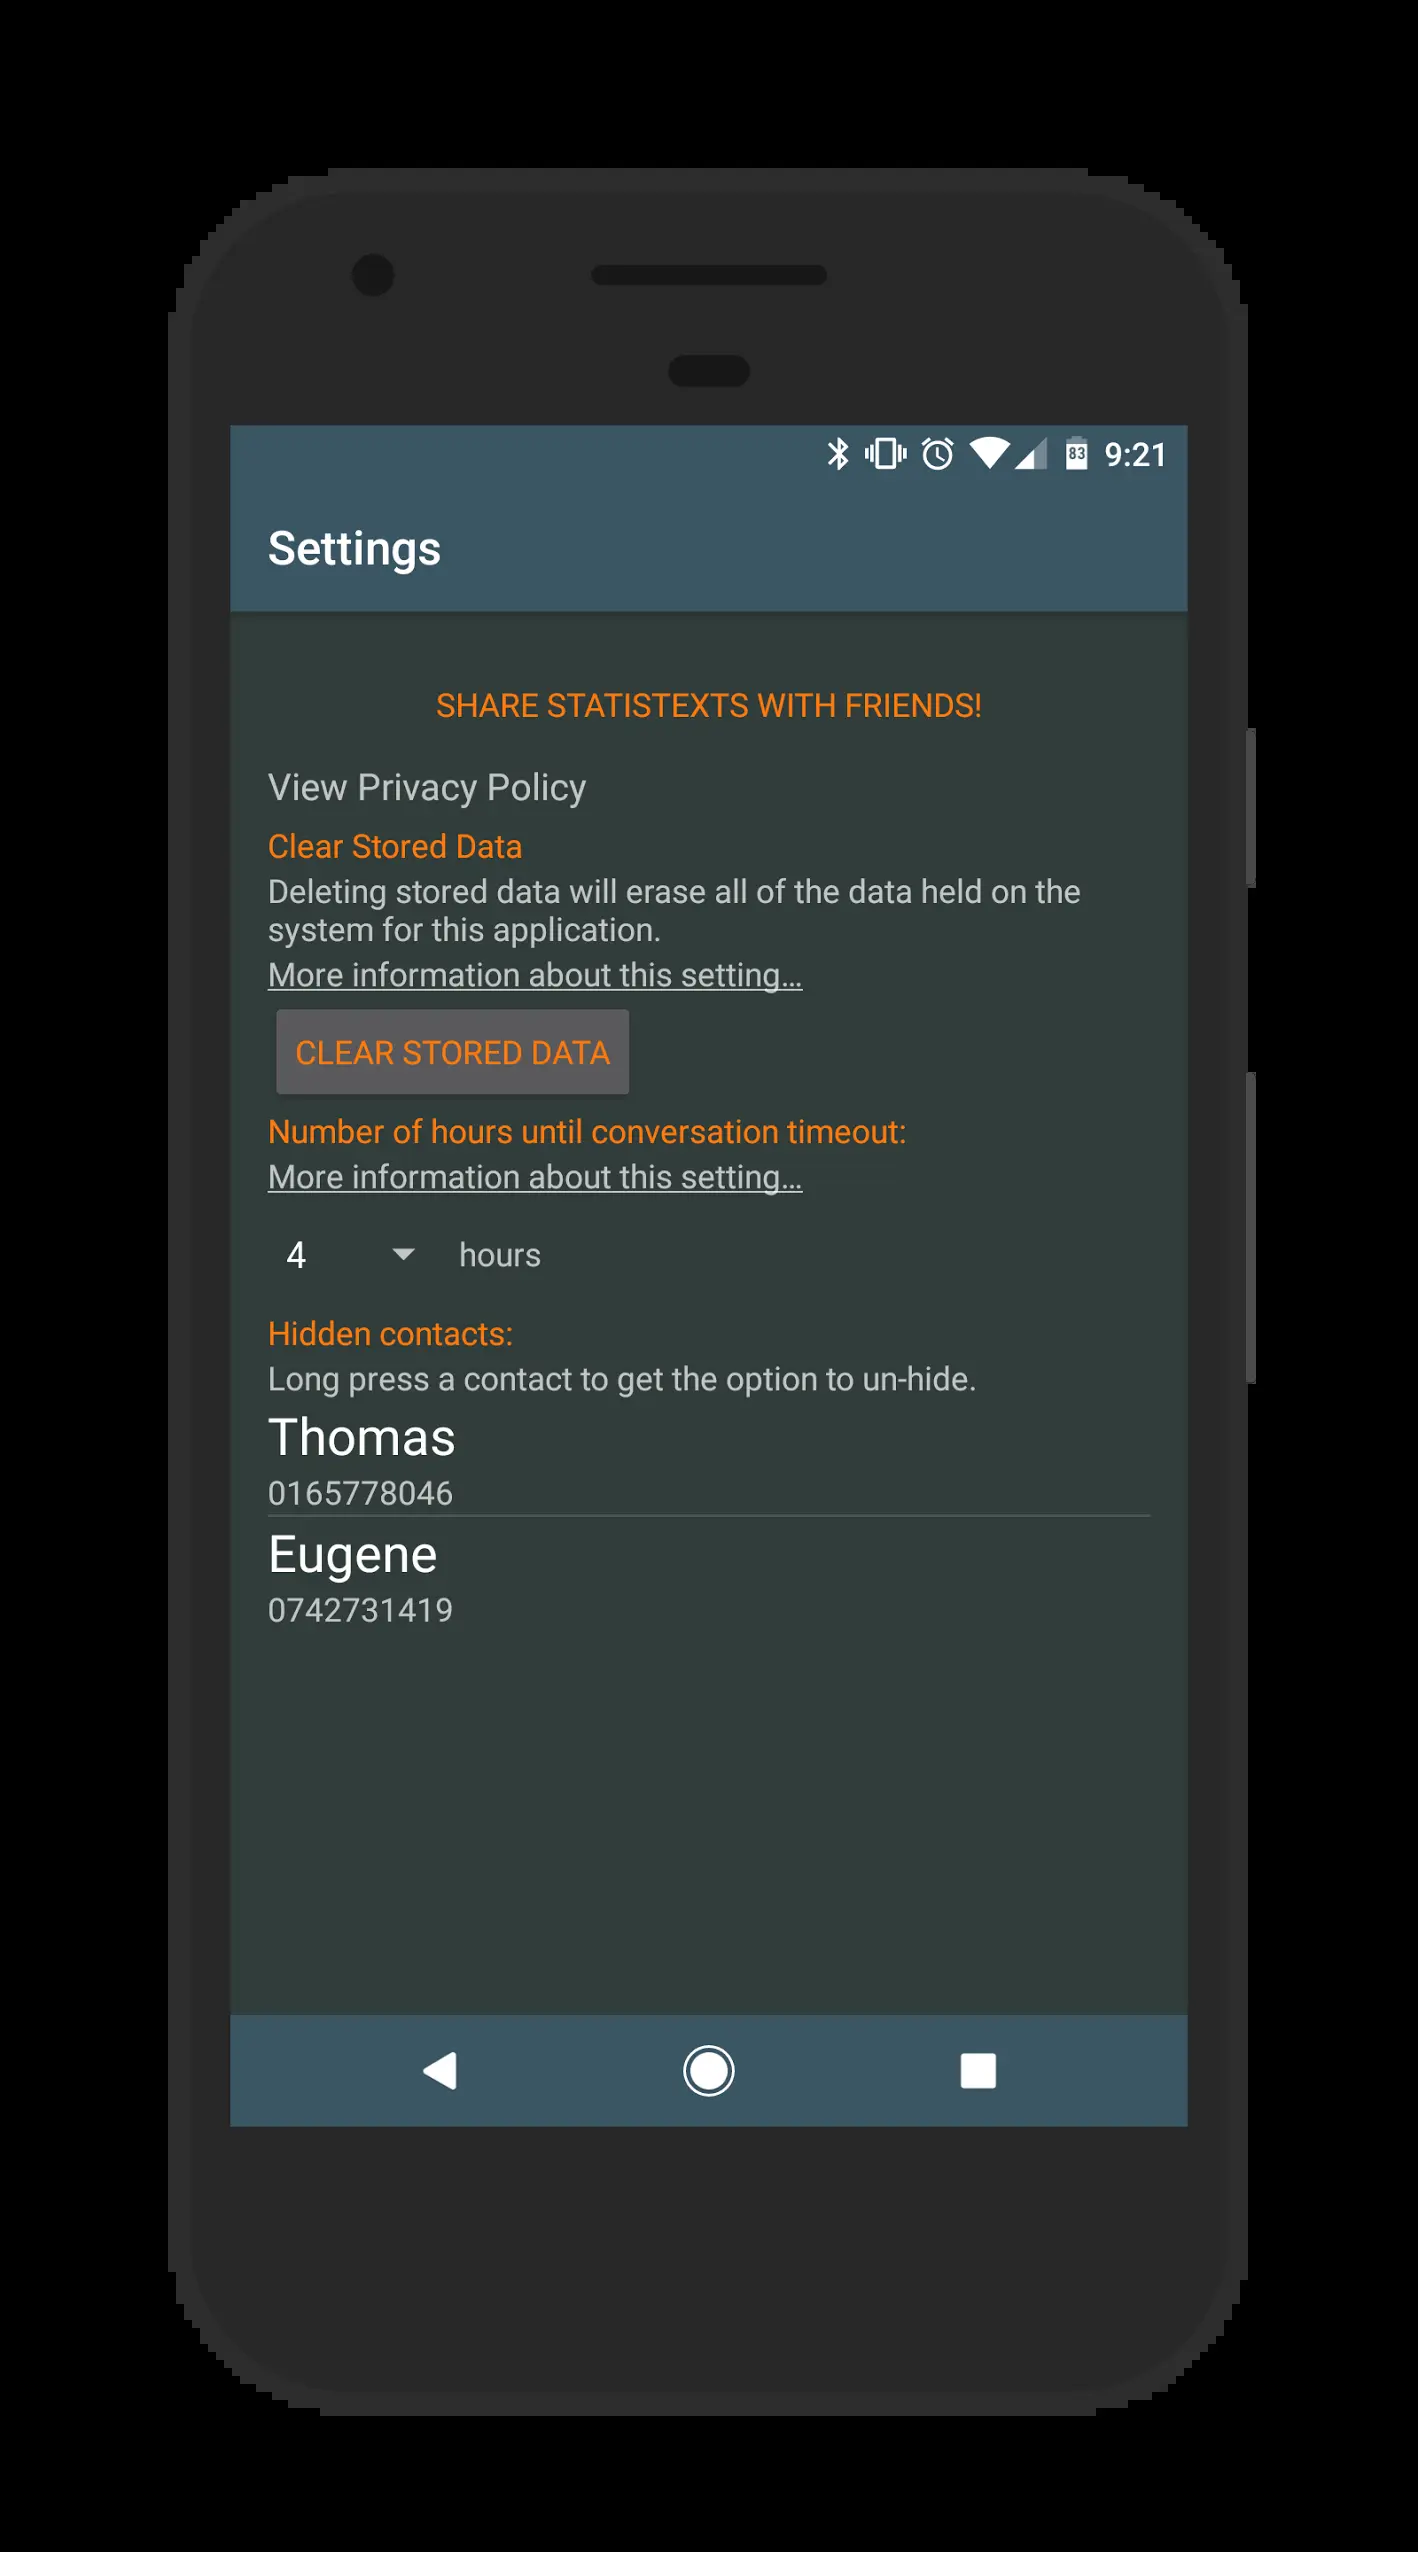 83 9:21
Settings
SHARE STATISTEXTS WITH FRIENDS!
View Privacy Policy
Clear Stored Data
Deleting stored data will erase all of the data held on the
system for this application.
More information about this setting...
CLEAR STORED DATA
Number of hours until conversation timeout:
More information about this setting...
4 hours
Hidden contacts:
Long press a contact to get the option to un-hide.
Thomas
0165778046
Eugene
0742731419